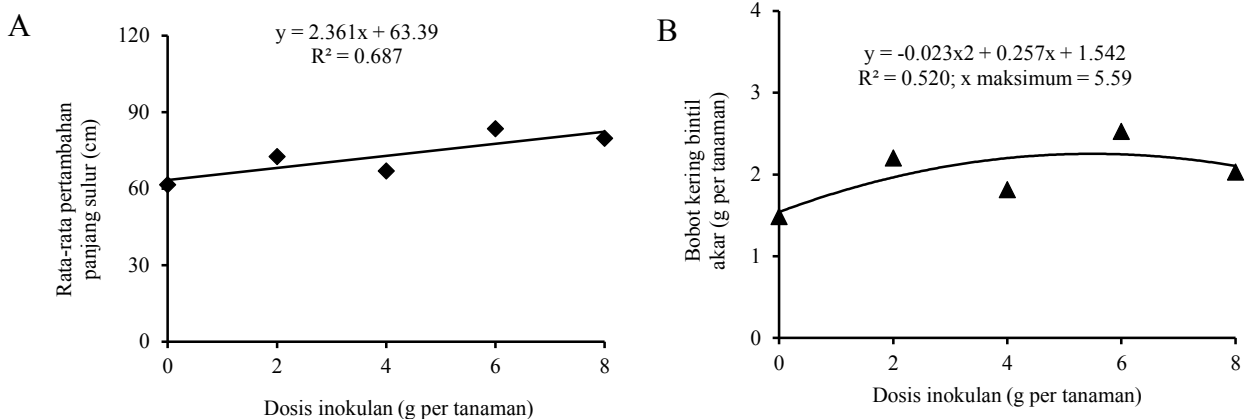 A
y = 2.361x + 63.39
R² = 0.687
Rata-rata pertambahan
panjang sulur (cm)
120
90
60
30
0
0 2 4 6 8
Dosis inokulan (g per tanaman)
B
y = -0.023x2 + 0.257x + 1.542
R² = 0.520; x maksimum = 5.59
Bobot kering bintil
akar (g per tanaman)
4
3
2
1
0
0 2 4 6 8
Dosis inokulan (g per tanaman)